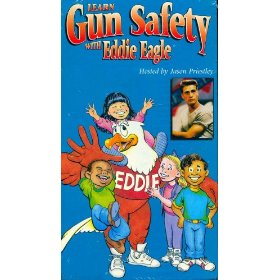 LEARN
Gun Safety
WITH Eddie Eagle
Hosted by Jason Priestley
EDDIE